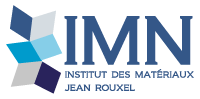 IMN
INSTITUT DES MATÉRIAUX
JEAN ROUXEL